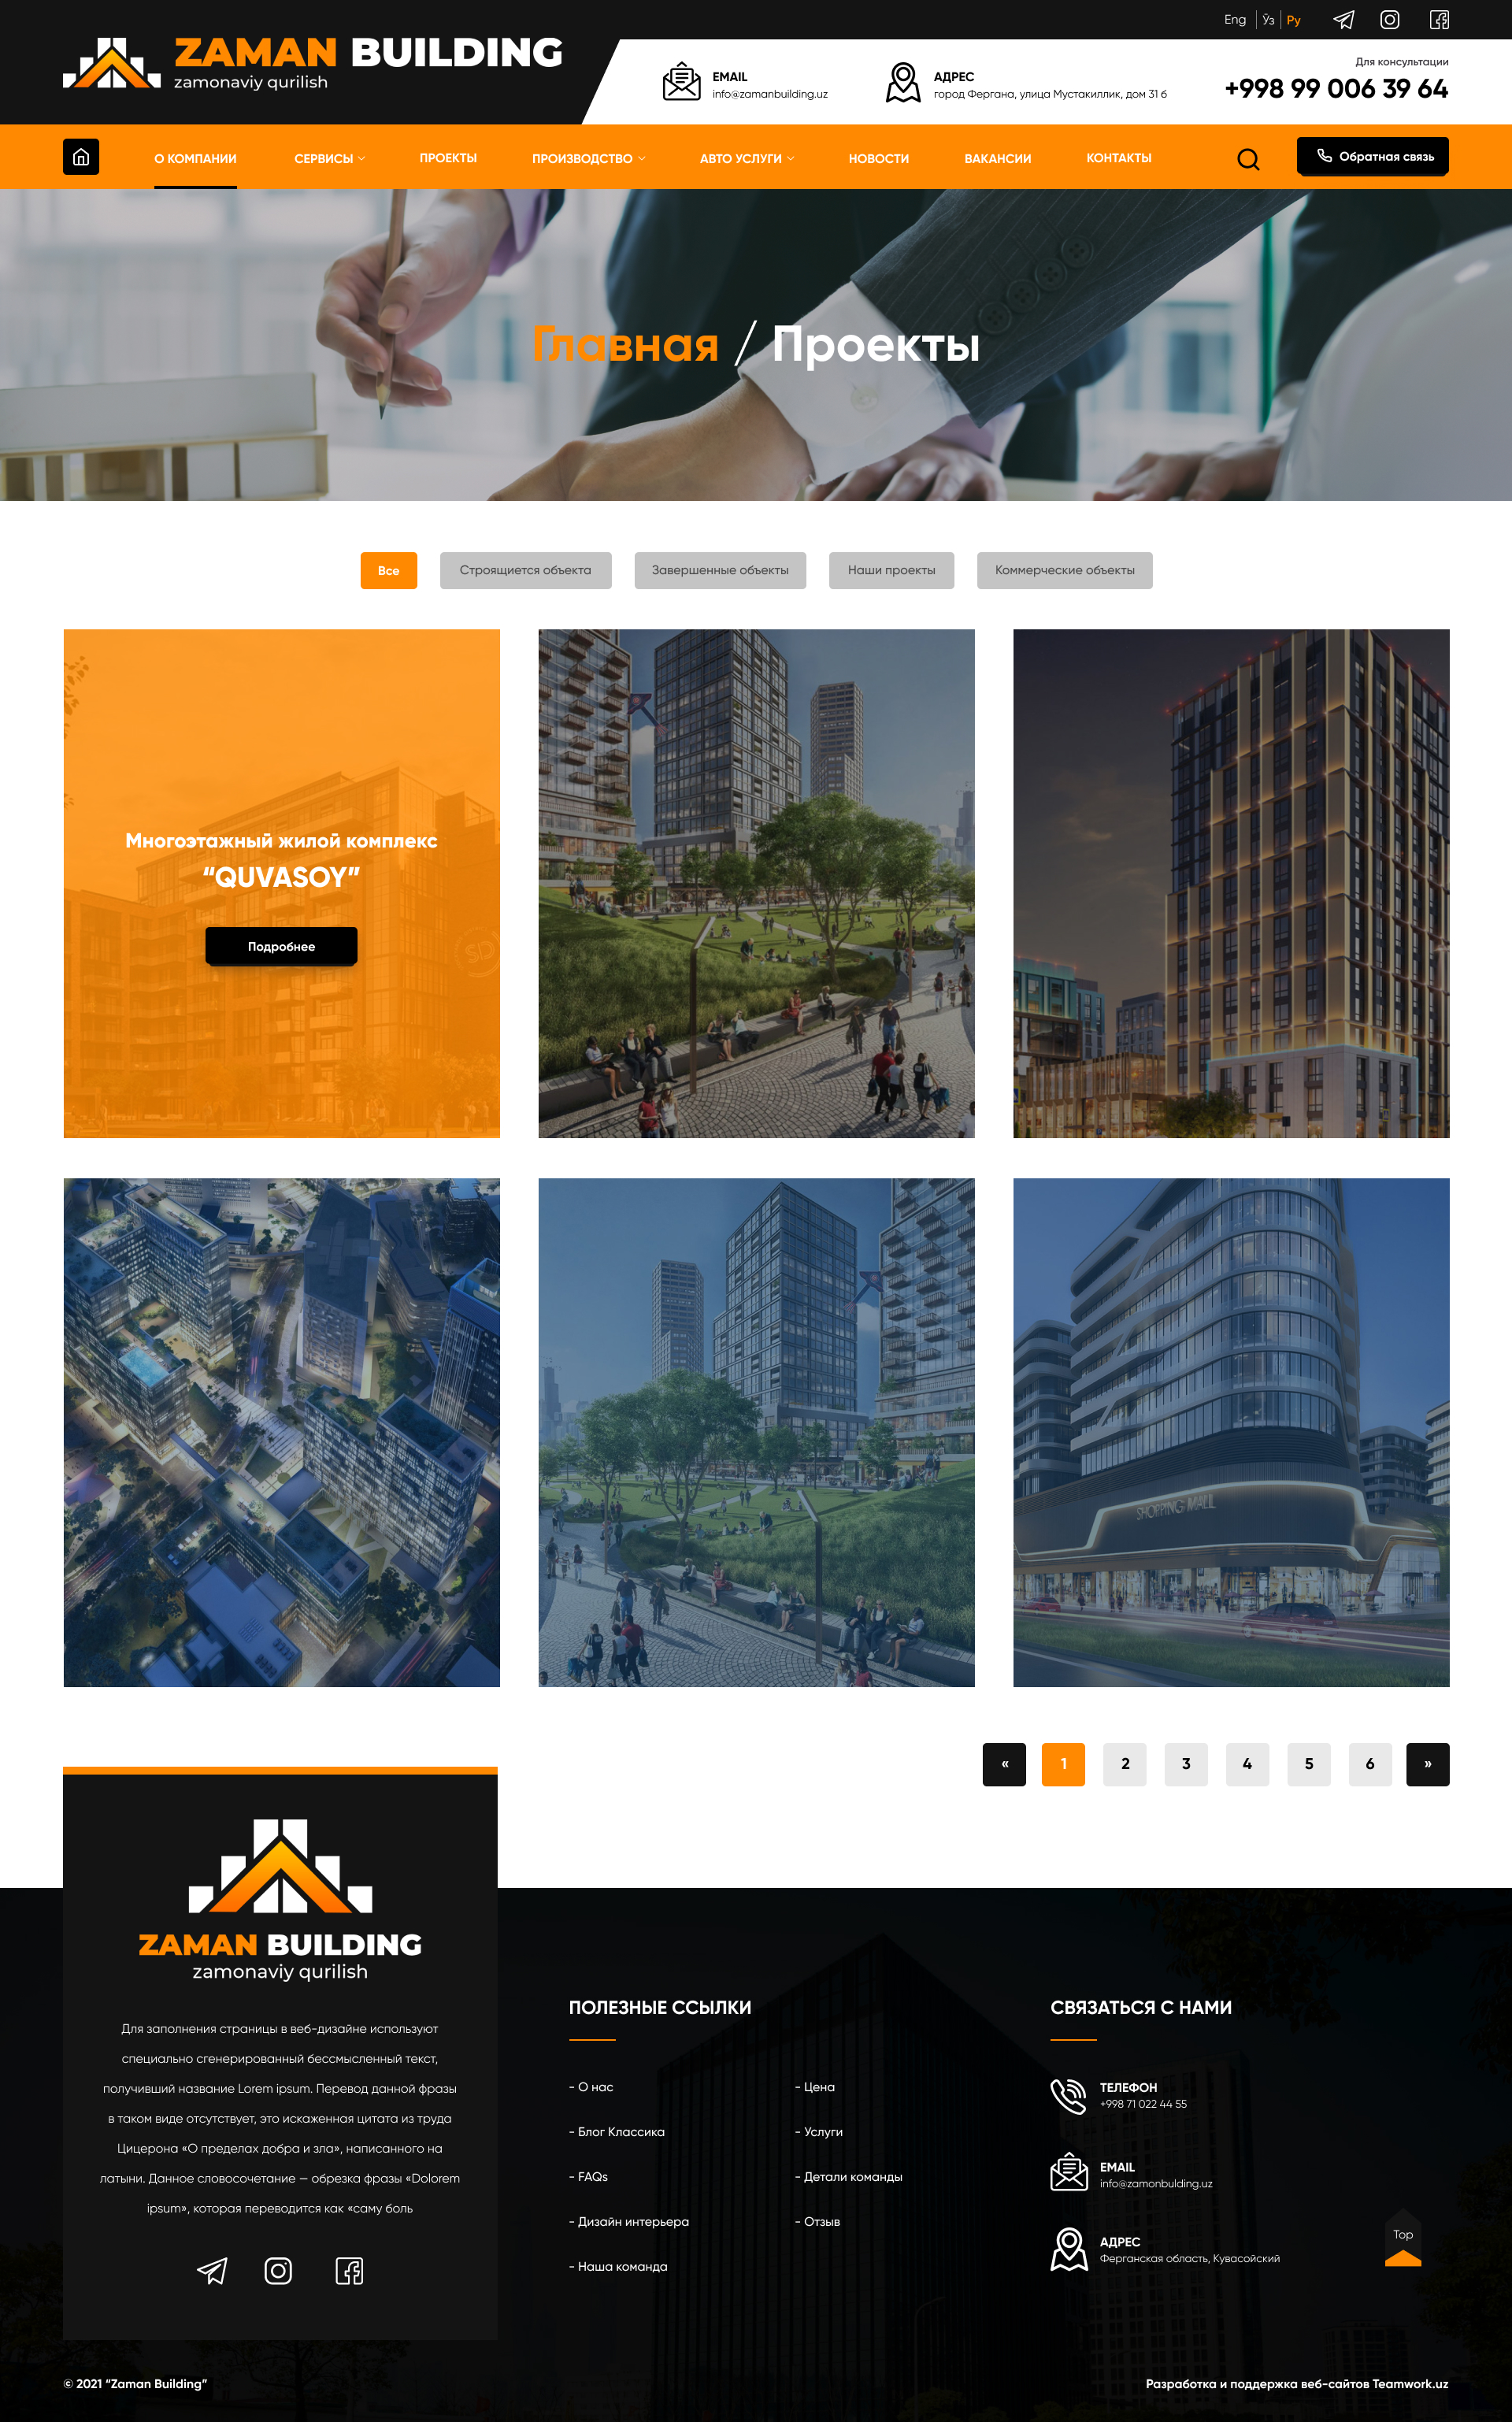 Eng Ўз Ру
ZAMAN BUILDING
zamonaviy qurilish
EMAIL
info@zamanbuilding.uz
АДРЕС
город Фергана, улица Мустакиллик, дом 31 б
Для консультации
+998 99 006 39 64
О КОМПАНИИ СЕРВИСЫ ПРОЕКТЫ ПРОИЗВОДСТВО АВТО УСЛУГИ НОВОСТИ ВАКАНСИИ КОНТАКТЫ
Обратная связь
Главная / Проекты
Все Строящиется объекта Завершенные объекты Наши проекты Коммерческие объекты
Многоэтажный жилой комплекс
“QUVASOY”
Подробнее
SHOPPING MALL
« 1 2 3 4 5 6 »
ZAMAN BUILDING
zamonaviy qurilish
Для заполнения страницы в веб-дизайне используют
специально сгенерированный бессмысленный текст,
получивший название Lorem ipsum. Перевод данной фразы
в таком виде отсутствует, это искаженная цитата из труда
Цицерона «О пределах добра и зла», написанного на
латыни. Данное словосочетание — обрезка фразы «Dolorem
ipsum», которая переводится как «саму боль
ПОЛЕЗНЫЕ ССЫЛКИ
- О нас
- Блог Классика
- FAQs
- Дизайн интерьера
- Наша команда
- Цена
- Услуги
- Детали команды
- Отзыв
СВЯЗАТЬСЯ С НАМИ
ТЕЛЕФОН
+998 71 022 44 55
EMAIL
info@zamonbulding.uz
АДРЕС
Ферганская область, Кувасойский
Top
© 2021 “Zaman Building”
Разработка и поддержка веб-сайтов Teamwork.uz